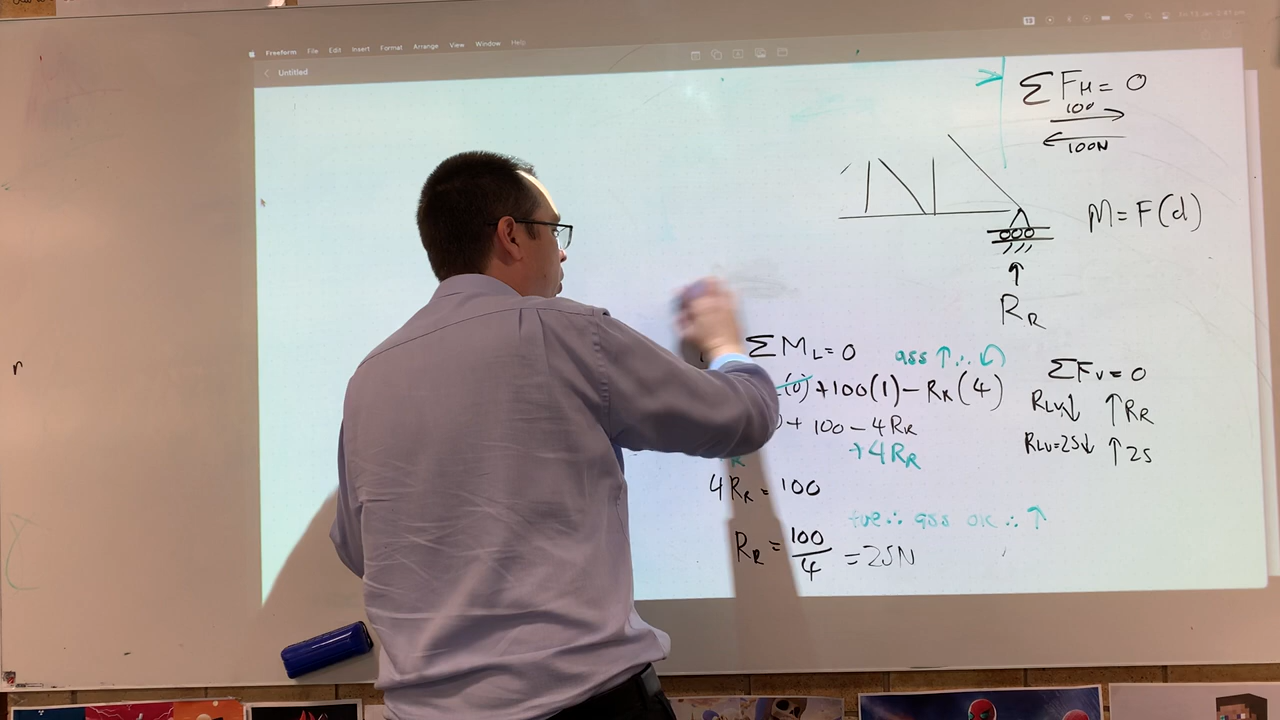 Freeform File Edit Insert Format Arrange View Window Help
Untitled
ΣFH = 0
100
100N
M = F(d)
RR
ΣML = 0 ass ↑ ∴ ↺
(0) + 100(1) - RR(4)
+ 100 - 4RR
+4RR
R
4RR = 100
+ve ∴ ass ok ∴ ↑
RR = 100/4 = 25N
ΣFV = 0
RLV↓ ↑RR
RLV=25↓ ↑25
r